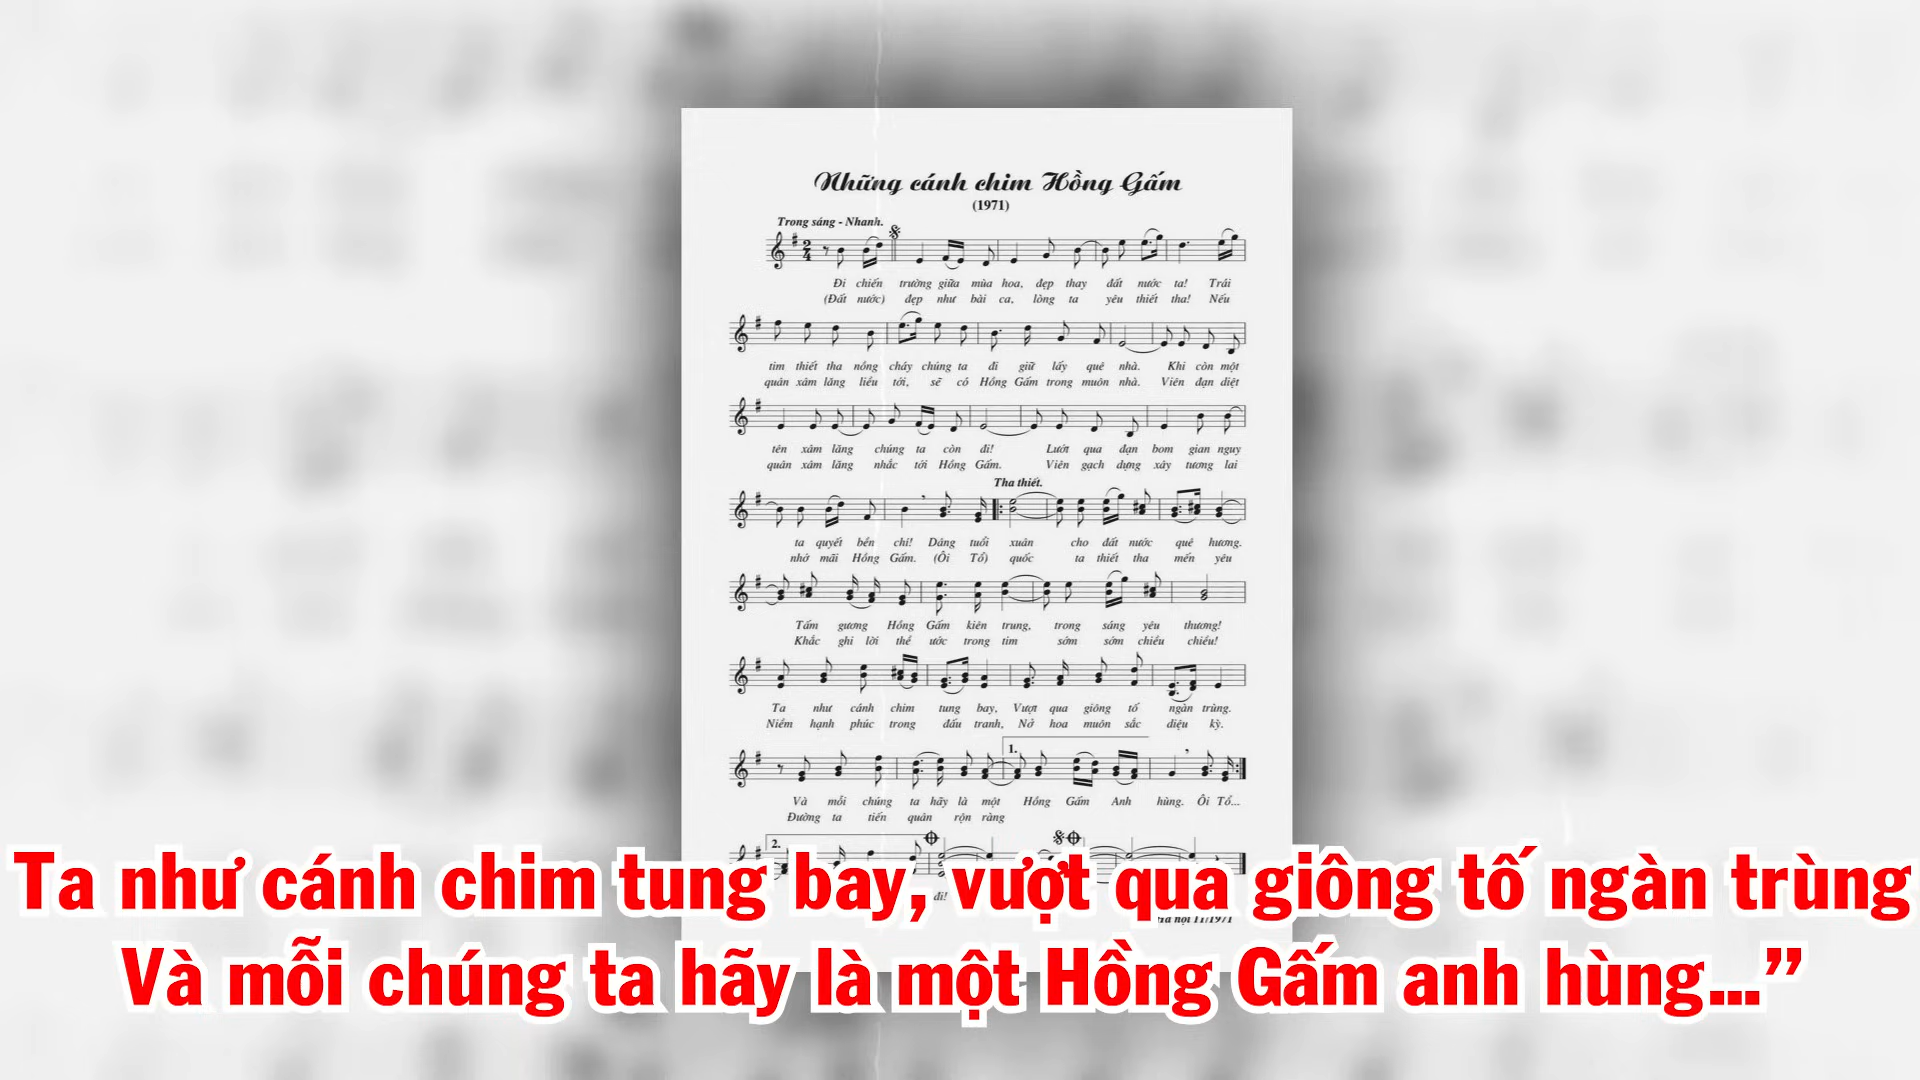 Những cánh chim Hồng Gấm
(1971)
Trong sáng - Nhanh.
Đi chiến trường giữa mùa hoa, đẹp thay đất nước ta! Trái
(Đất nước) đẹp như bài ca, lòng ta yêu thiết tha! Nếu
tim thiết tha nồng cháy chúng ta đi giữ lấy quê nhà. Khi còn một
quân xâm lăng liều tới, sẽ có Hồng Gấm trong muôn nhà. Viên đạn diệt
tên xâm lăng chúng ta còn đi! Lướt qua đạn bom gian nguy
quân xâm lăng nhắc tới Hồng Gấm. Viên gạch dựng xây tương lai
Tha thiết.
ta quyết bền chí! Dâng tuổi xuân cho đất nước quê hương.
nhớ mãi Hồng Gấm. (Ôi Tổ) quốc ta thiết tha mến yêu
Tấm gương Hồng Gấm kiên trung, trong sáng yêu thương!
Khắc ghi lời thề ước trong tim sớm sớm chiều chiều!
Ta như cánh chim tung bay, Vượt qua giông tố ngàn trùng.
Niềm hạnh phúc trong đấu tranh, Nở hoa muôn sắc diệu kỳ.
1.
Và mỗi chúng ta hãy là một Hồng Gấm Anh hùng. Ôi Tổ...
Đường ta tiến quân rộn ràng
2.
đi!
Hà nội 11/1971
Ta như cánh chim tung bay, vượt qua giông tố ngàn trùng
Và mỗi chúng ta hãy là một Hồng Gấm anh hùng...”